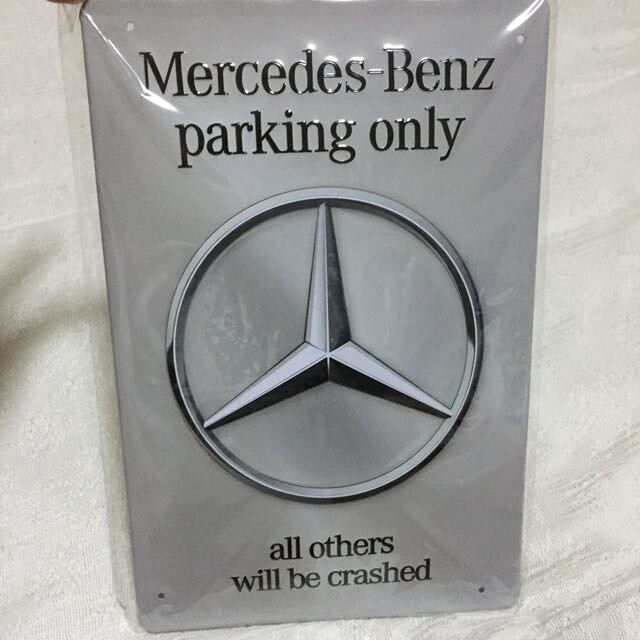 Mercedes-Benz
parking only
all others
will be crashed